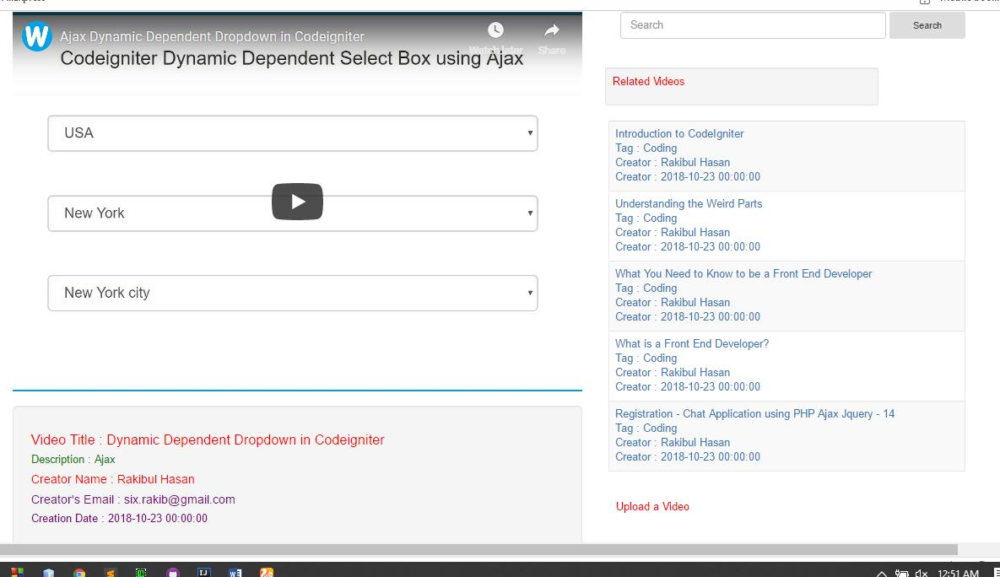 Ajax Dynamic Dependent Dropdown in Codeigniter
Watch later
Share
Codeigniter Dynamic Dependent Select Box using Ajax
USA
New York
New York city
Video Title : Dynamic Dependent Dropdown in Codeigniter
Description : Ajax
Creator Name : Rakibul Hasan
Creator's Email : six.rakib@gmail.com
Creation Date : 2018-10-23 00:00:00
Search
Search
Related Videos
Introduction to CodeIgniter
Tag : Coding
Creator : Rakibul Hasan
Creator : 2018-10-23 00:00:00
Understanding the Weird Parts
Tag : Coding
Creator : Rakibul Hasan
Creator : 2018-10-23 00:00:00
What You Need to Know to be a Front End Developer
Tag : Coding
Creator : Rakibul Hasan
Creator : 2018-10-23 00:00:00
What is a Front End Developer?
Tag : Coding
Creator : Rakibul Hasan
Creator : 2018-10-23 00:00:00
Registration - Chat Application using PHP Ajax Jquery - 14
Tag : Coding
Creator : Rakibul Hasan
Creator : 2018-10-23 00:00:00
Upload a Video
12:51 AM